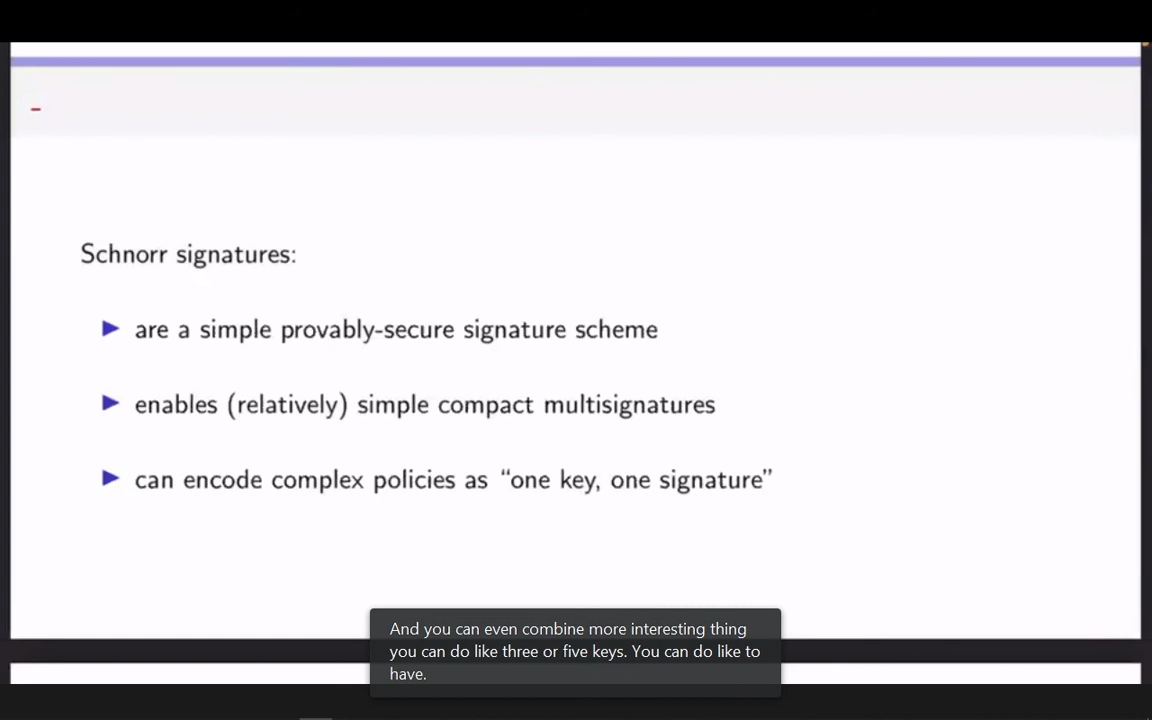 Schnorr signatures:
are a simple provably-secure signature scheme
enables (relatively) simple compact multisignatures
can encode complex policies as “one key, one signature”
And you can even combine more interesting thing
you can do like three or five keys. You can do like to
have.